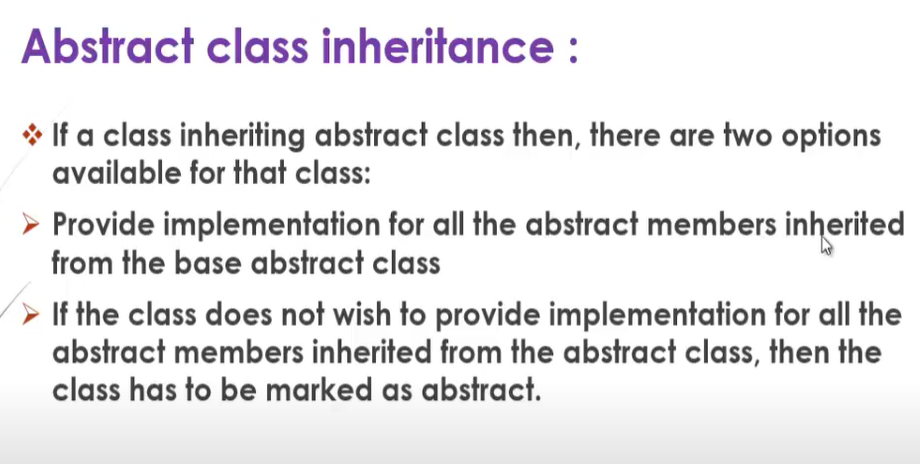 Abstract class inheritance :
If a class inheriting abstract class then, there are two options
available for that class:
Provide implementation for all the abstract members inherited
from the base abstract class
If the class does not wish to provide implementation for all the
abstract members inherited from the abstract class, then the
class has to be marked as abstract.